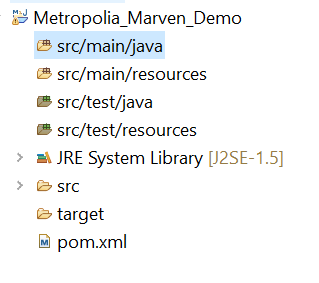 Metropolia_Marven_Demo
src/main/java
src/main/resources
src/test/java
src/test/resources
JRE System Library [J2SE-1.5]
src
target
pom.xml